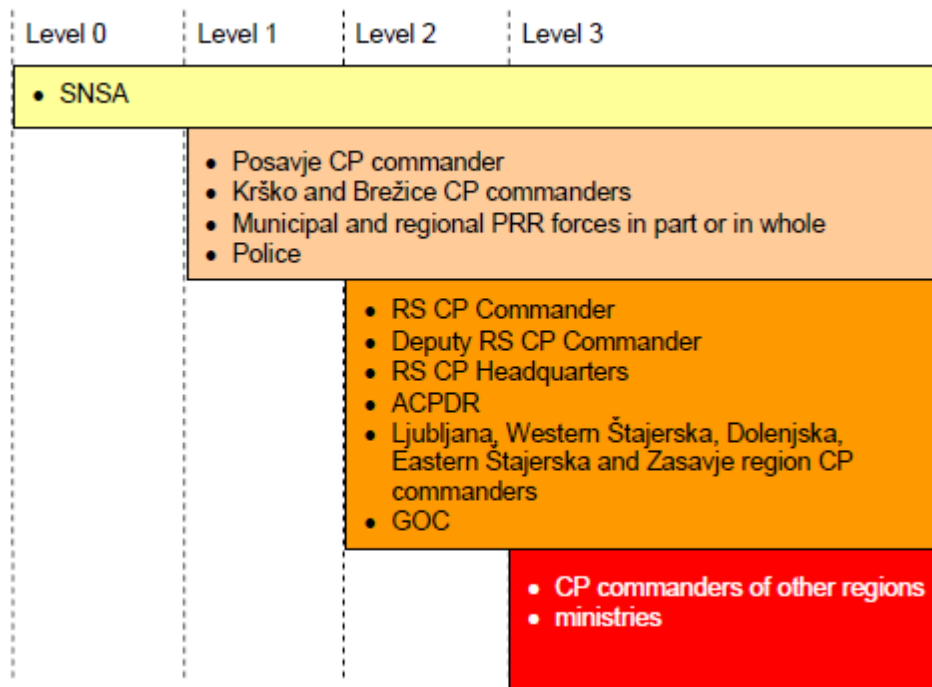 Level 0 Level 1 Level 2 Level 3
• SNSA
• Posavje CP commander
• Krško and Brežice CP commanders
• Municipal and regional PRR forces in part or in whole
• Police
• RS CP Commander
• Deputy RS CP Commander
• RS CP Headquarters
• ACPDR
• Ljubljana, Western Štajerska, Dolenjska,
Eastern Štajerska and Zasavje region CP
commanders
• GOC
• CP commanders of other regions
• ministries